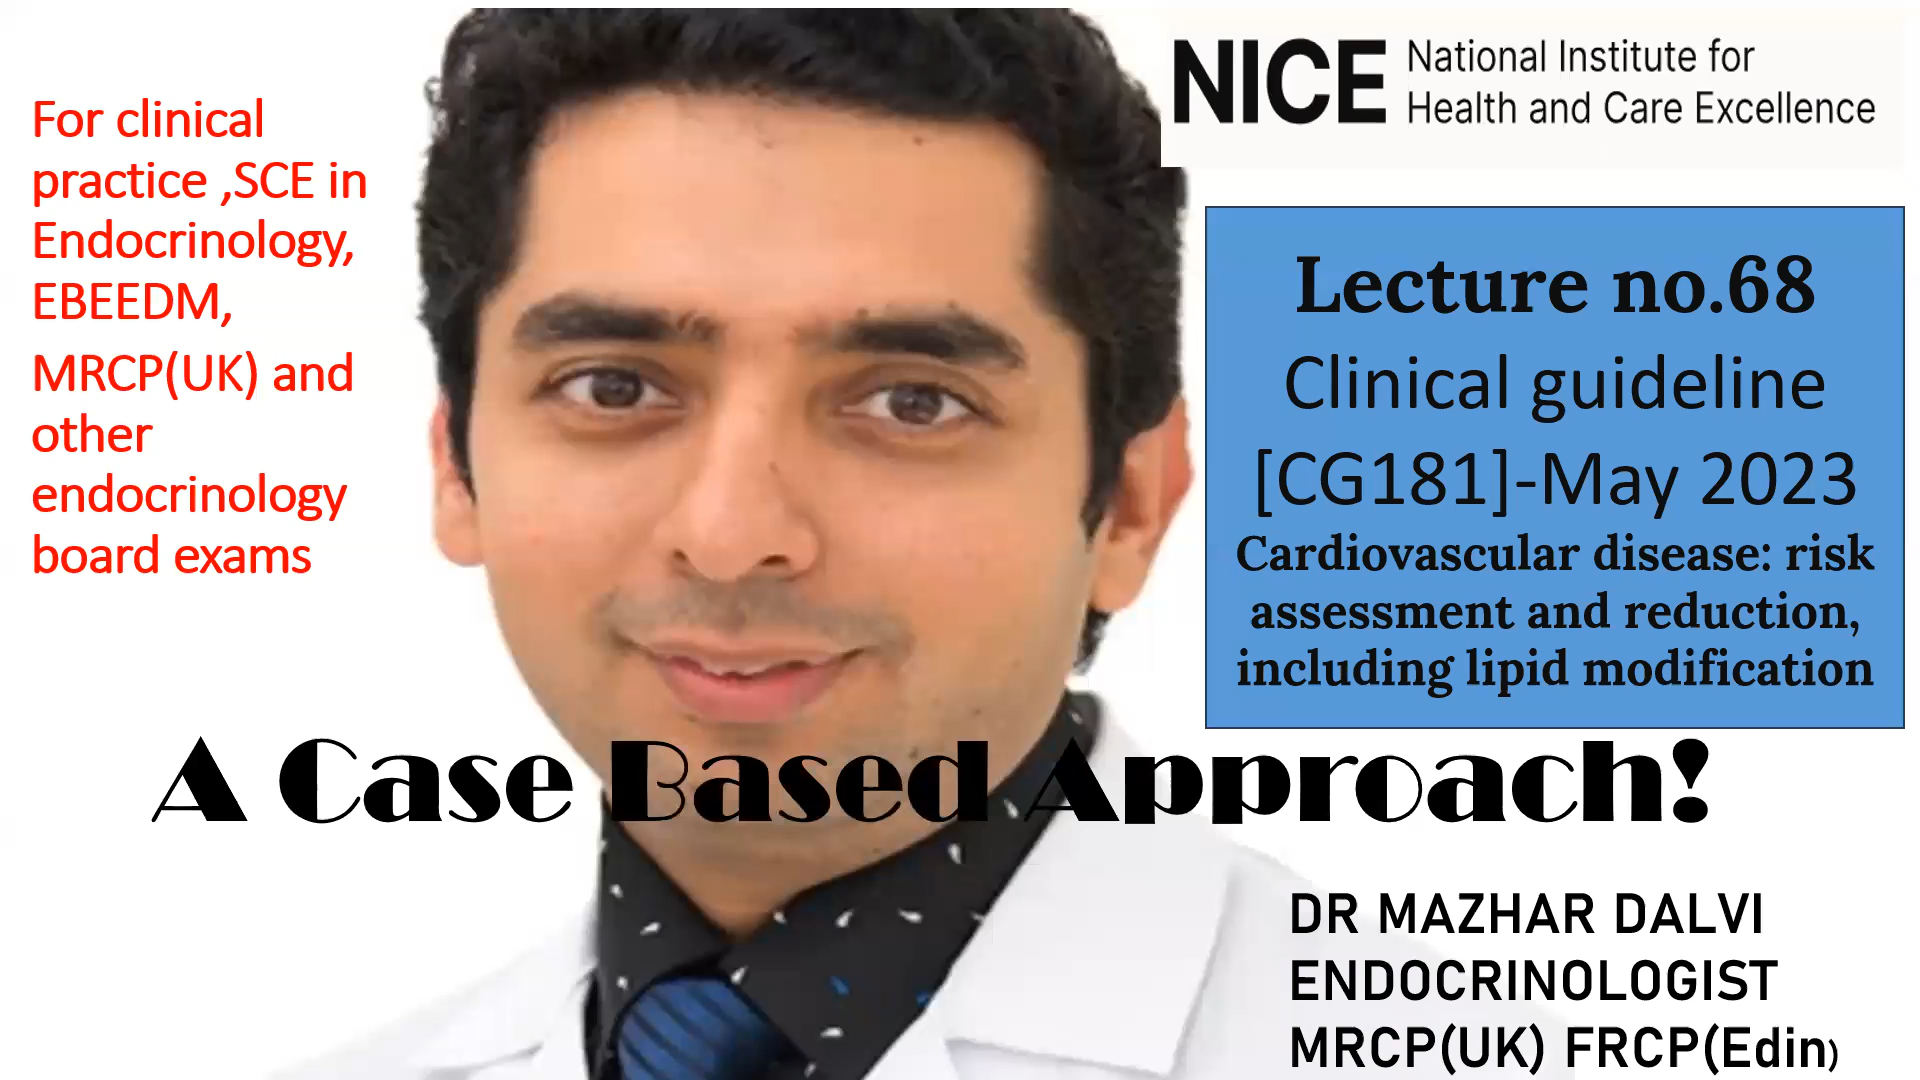 For clinical
practice ,SCE in
Endocrinology,
EBEEDM,
MRCP(UK) and
other
endocrinology
board exams
NICE National Institute for
Health and Care Excellence
Lecture no.68
Clinical guideline
[CG181]-May 2023
Cardiovascular disease: risk
assessment and reduction,
including lipid modification
A Case Based Approach!
DR MAZHAR DALVI
ENDOCRINOLOGIST
MRCP(UK) FRCP(Edin)